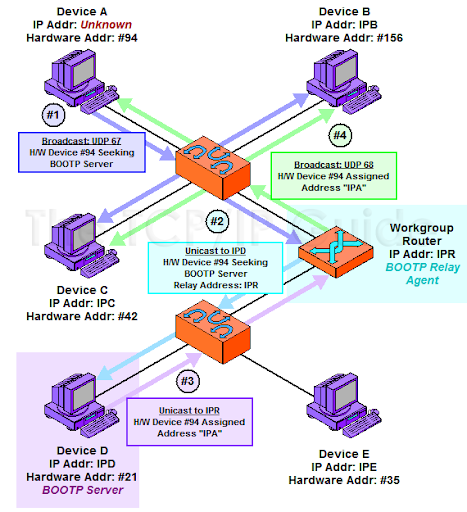 Device A
IP Addr: Unknown
Hardware Addr: #94
Device B
IP Addr: IPB
Hardware Addr: #156
#1
Broadcast: UDP 67
H/W Device #94 Seeking
BOOTP Server
#4
Broadcast: UDP 68
H/W Device #94 Assigned
Address "IPA"
#2
The TCP/IP Guide
Unicast to IPD
H/W Device #94 Seeking
BOOTP Server
Relay Address: IPR
Workgroup
Router
IP Addr: IPR
BOOTP Relay
Agent
Device C
IP Addr: IPC
Hardware Addr: #42
#3
Unicast to IPR
H/W Device #94 Assigned
Address "IPA"
Device D
IP Addr: IPD
Hardware Addr: #21
BOOTP Server
Device E
IP Addr: IPE
Hardware Addr: #35